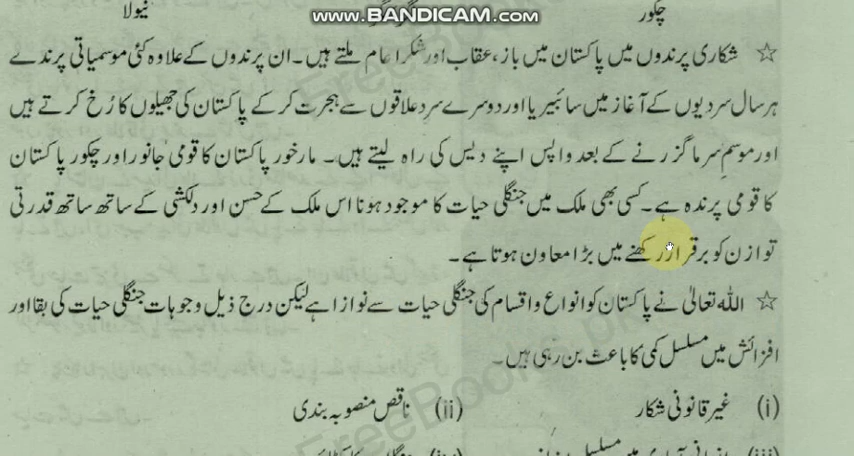 www.BANDICAM.com
چکور نیولا
☆ شکاری پرندوں میں پاکستان میں باز، عقاب اور شکرا عام ملتے ہیں۔ ان پرندوں کے علاوہ کئی موسمیاتی پرندے
ہر سال سردیوں کے آغاز میں سائبیریا اور دوسرے سرد علاقوں سے ہجرت کر کے پاکستان کی جھیلوں کا رُخ کرتے ہیں
اور موسمِ سرما گزرنے کے بعد واپس اپنے دیس کی راہ لیتے ہیں۔ مارخور پاکستان کا قومی جانور اور چکور پاکستان
کا قومی پرندہ ہے۔ کسی بھی ملک میں جنگلی حیات کا موجود ہونا اس ملک کے حسن اور دلکشی کے ساتھ ساتھ قدرتی
توازن کو برقرار رکھنے میں بڑا معاون ہوتا ہے۔
☆ اللہ تعالیٰ نے پاکستان کو انواع و اقسام کی جنگلی حیات سے نوازا ہے لیکن درج ذیل وجوہات جنگلی حیات کی بقا اور
افزائش میں مسلسل کمی کا باعث بن رہی ہیں۔
(i) غیر قانونی شکار (ii) ناقص منصوبہ بندی